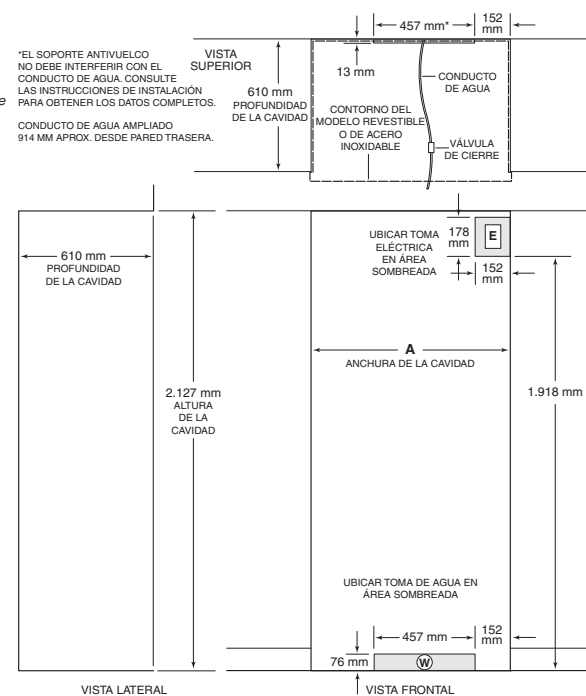 *EL SOPORTE ANTIVUELCO
NO DEBE INTERFERIR CON EL
CONDUCTO DE AGUA. CONSULTE
LAS INSTRUCCIONES DE INSTALACIÓN
PARA OBTENER LOS DATOS COMPLETOS.
CONDUCTO DE AGUA AMPLIADO
914 MM APROX. DESDE PARED TRASERA.
e
VISTA
SUPERIOR
457 mm*
152
mm
13 mm
610 mm
PROFUNDIDAD
DE LA CAVIDAD
CONDUCTO
DE AGUA
CONTORNO DEL
MODELO REVESTIBLE
O DE ACERO
INOXIDABLE
VÁLVULA
DE CIERRE
610 mm
PROFUNDIDAD
DE LA CAVIDAD
UBICAR TOMA
ELÉCTRICA
EN ÁREA
SOMBREADA
178
mm
E
152
mm
A
ANCHURA DE LA CAVIDAD
2.127 mm
ALTURA
DE LA
CAVIDAD
1.918 mm
UBICAR TOMA DE AGUA EN
ÁREA SOMBREADA
457 mm
152
mm
76 mm
W
VISTA LATERAL
VISTA FRONTAL